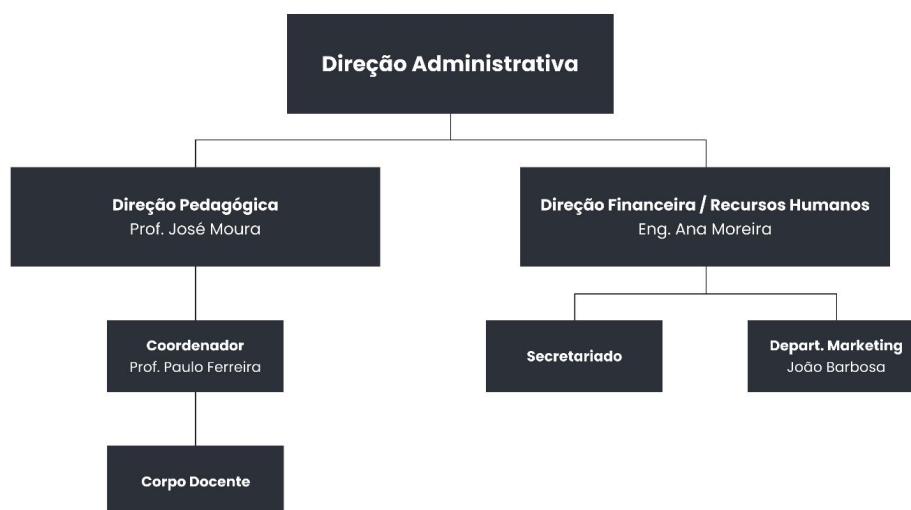 Direção Administrativa
Direção Pedagógica
Prof. José Moura
Direção Financeira / Recursos Humanos
Eng. Ana Moreira
Coordenador
Prof. Paulo Ferreira
Secretariado
Depart. Marketing
João Barbosa
Corpo Docente